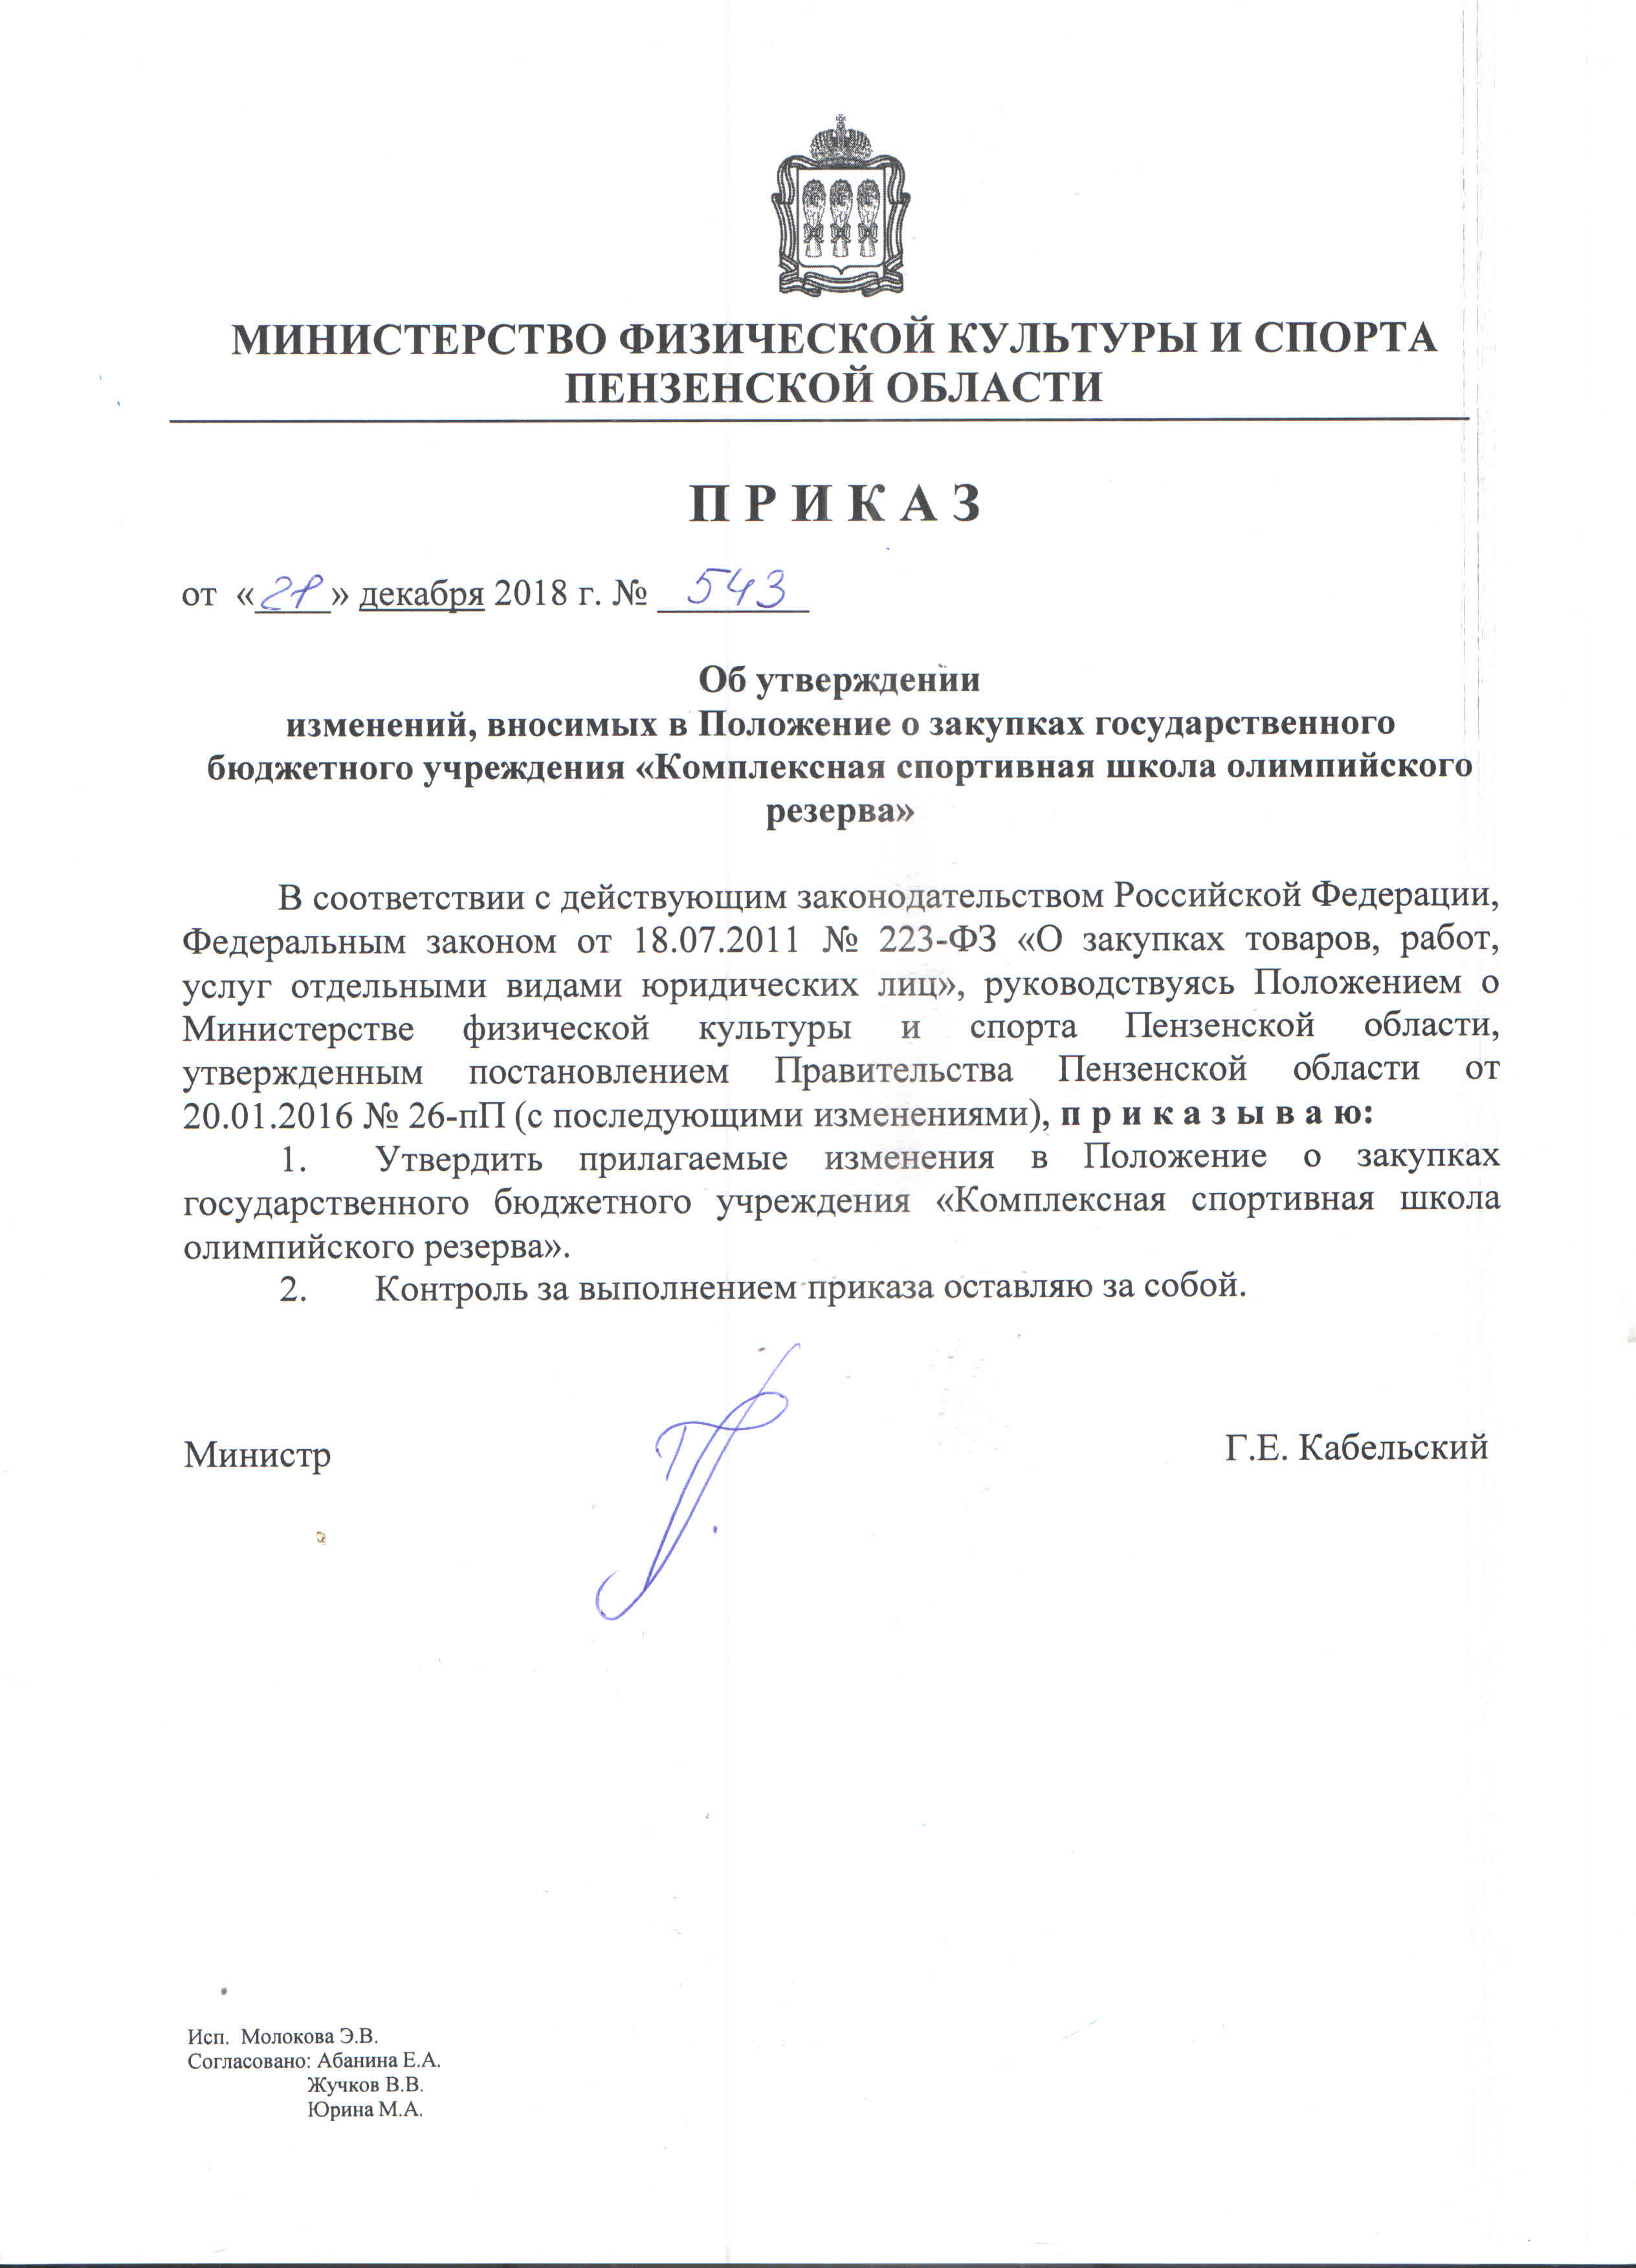 МИНИСТЕРСТВО ФИЗИЧЕСКОЙ КУЛЬТУРЫ И СПОРТА
ПЕНЗЕНСКОЙ ОБЛАСТИ
П Р И К А З
от « » декабря 2018 г. № 543
Об утверждении
изменений, вносимых в Положение о закупках государственного
бюджетного учреждения «Комплексная спортивная школа олимпийского
резерва»
В соответствии с действующим законодательством Российской Федерации,
Федеральным законом от 18.07.2011 № 223-ФЗ «О закупках товаров, работ,
услуг отдельными видами юридических лиц», руководствуясь Положением о
Министерстве физической культуры и спорта Пензенской области,
утвержденным постановлением Правительства Пензенской области от
20.01.2016 № 26-пП (с последующими изменениями), п р и к а з ы в а ю:
1. Утвердить прилагаемые изменения в Положение о закупках
государственного бюджетного учреждения «Комплексная спортивная школа
олимпийского резерва».
2. Контроль за выполнением приказа оставляю за собой.
Министр Г.Е. Кабельский
Исп. Молокова Э.В.
Согласовано: Абанина Е.А.
Жучков В.В.
Юрина М.А.